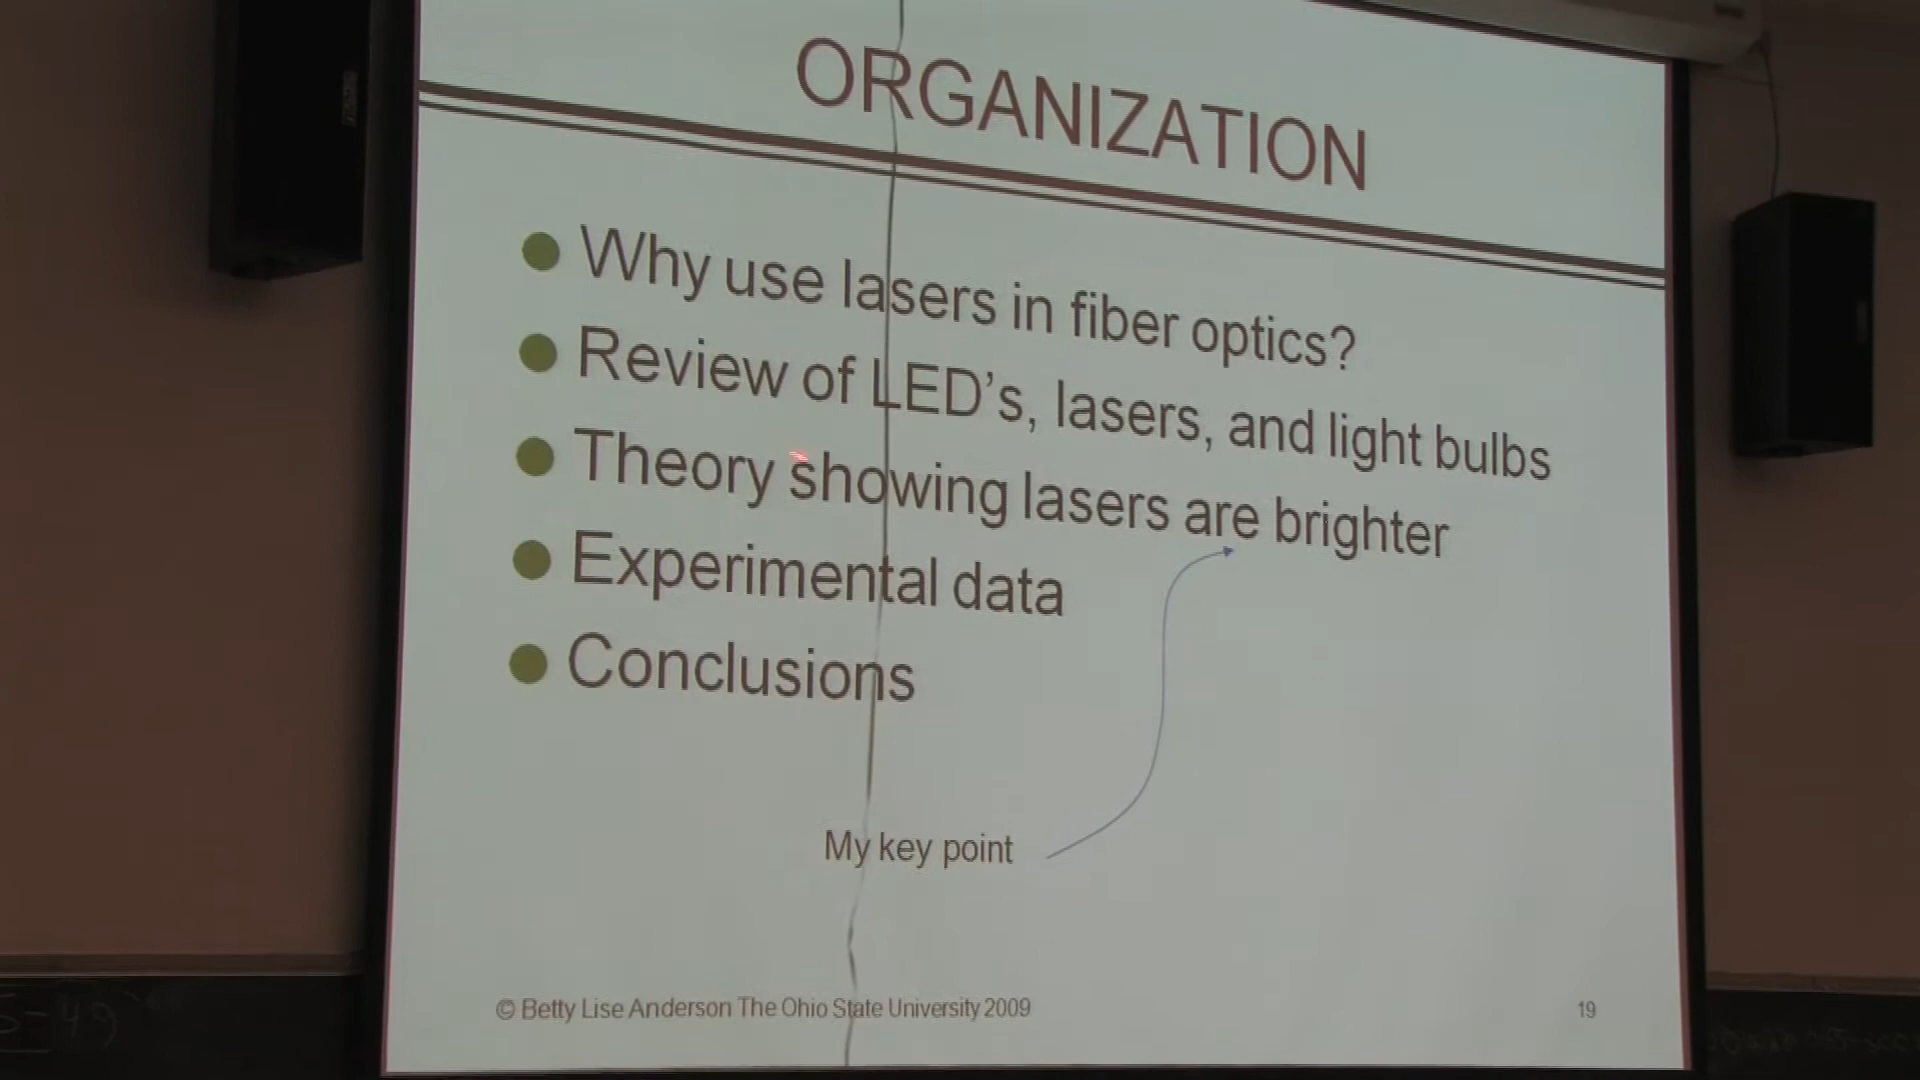 ORGANIZATION
Why use lasers in fiber optics?
Review of LED’s, lasers, and light bulbs
Theory showing lasers are brighter
Experimental data
Conclusions
My key point
© Betty Lise Anderson The Ohio State University 2009
19